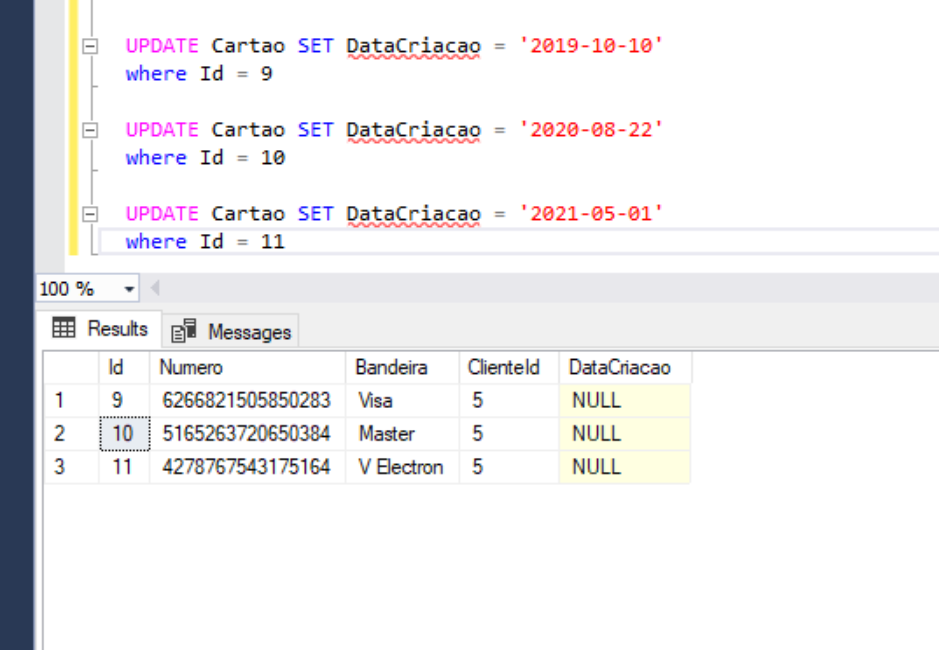 UPDATE Cartao SET DataCriacao = '2019-10-10'
where Id = 9
UPDATE Cartao SET DataCriacao = '2020-08-22'
where Id = 10
UPDATE Cartao SET DataCriacao = '2021-05-01'
where Id = 11
100 %
Results Messages
Id Numero Bandeira ClienteId DataCriacao
1 9 6266821505850283 Visa 5 NULL
2 10 5165263720650384 Master 5 NULL
3 11 4278767543175164 V Electron 5 NULL